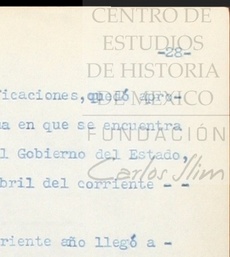 CENTRO DE
ESTUDIOS
-28-
DE HISTORIA
ficaciones, quedó apro-
DE MÉXICO
a en que se encuentra
FUNDACIÓN
l Gobierno del Estado,
Carlos Slim
bril del corriente - -
riente año llegó a -